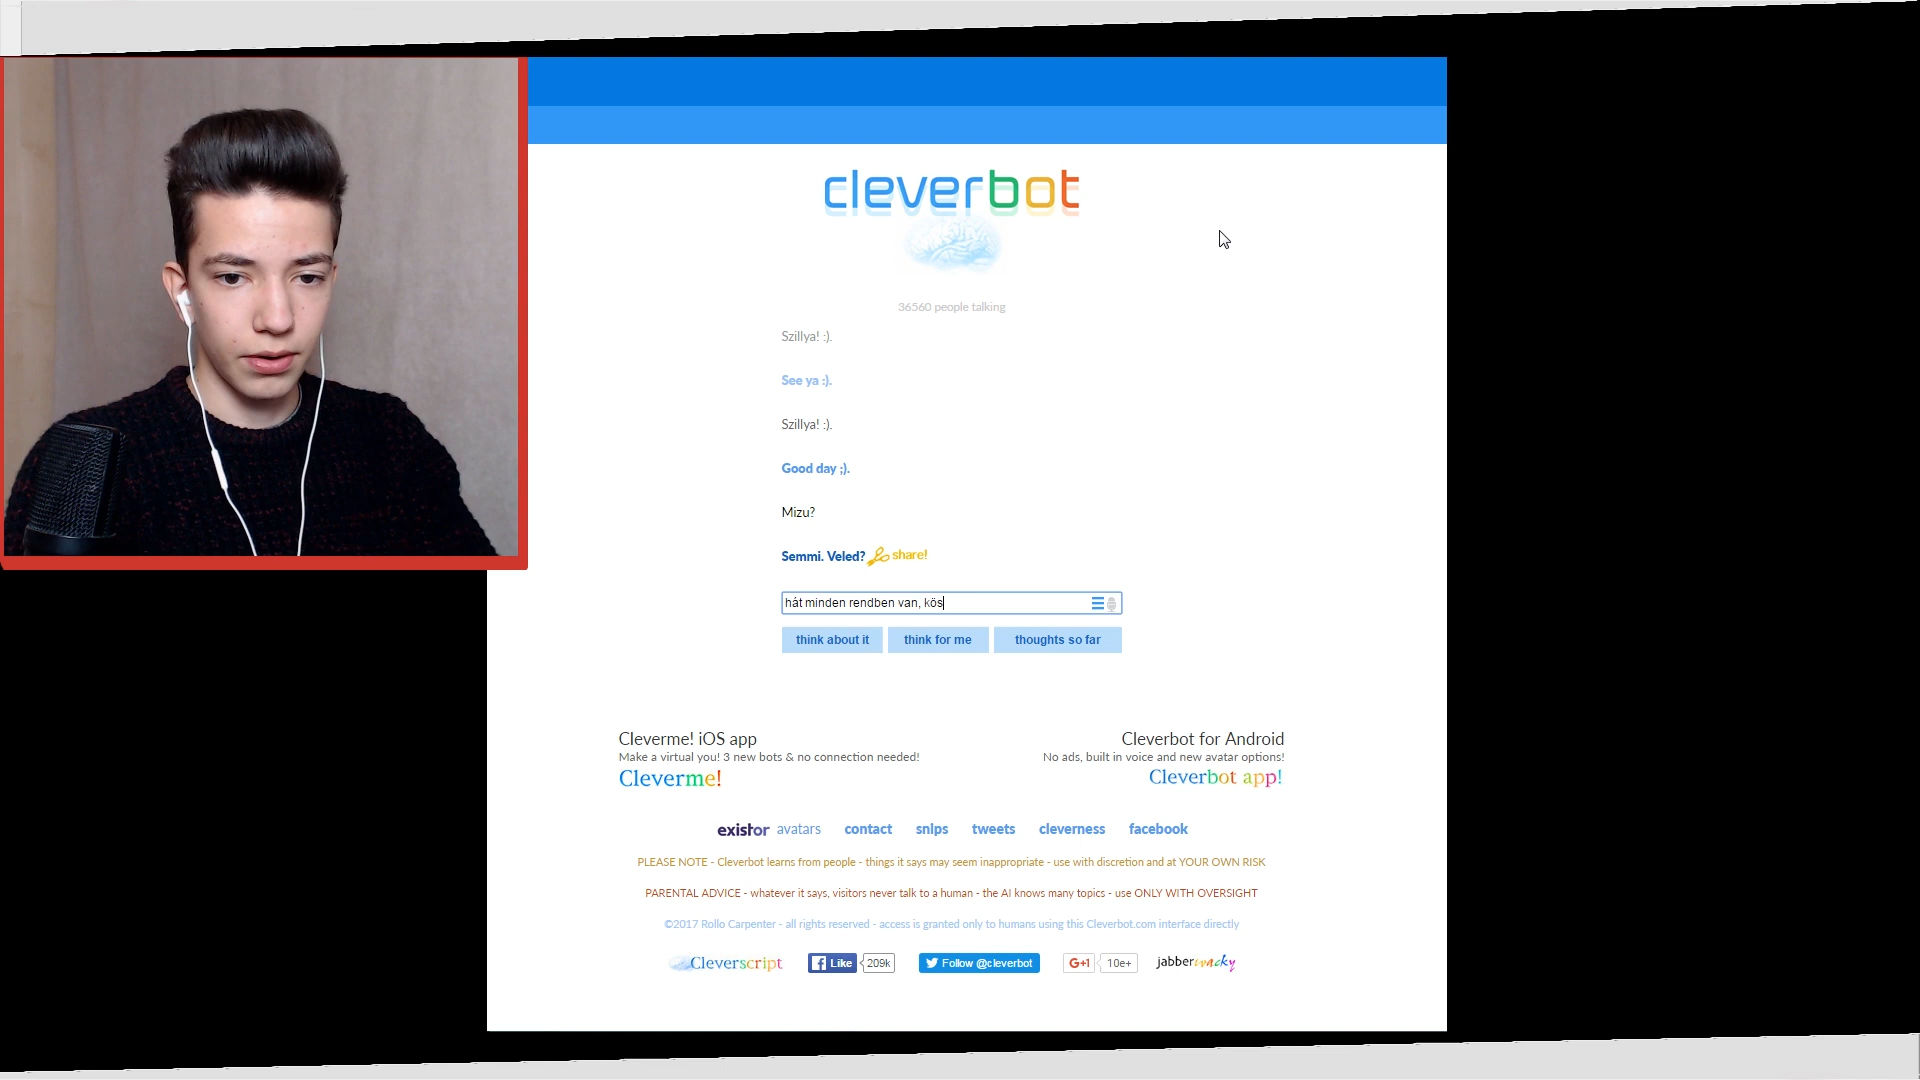 cleverbot
36560 people talking
Szillya! :).
See ya :).
Szillya! :).
Good day ;).
Mizu?
Semmi. Veled? share!
hát minden rendben van, kös
think about it think for me thoughts so far
Cleverme! iOS app Cleverbot for Android
Make a virtual you! 3 new bots & no connection needed! No ads, built in voice and new avatar options!
Cleverme! Cleverbot app!
existor avatars contact snips tweets cleverness facebook
PLEASE NOTE - Cleverbot learns from people - things it says may seem inappropriate - use with discretion and at YOUR OWN RISK
PARENTAL ADVICE - whatever it says, visitors never talk to a human - the AI knows many topics - use ONLY WITH OVERSIGHT
©2017 Rollo Carpenter - all rights reserved - access is granted only to humans using this Cleverbot.com interface directly
Cleverscript Like 209k Follow @cleverbot G+1 10e+ jabberwacky